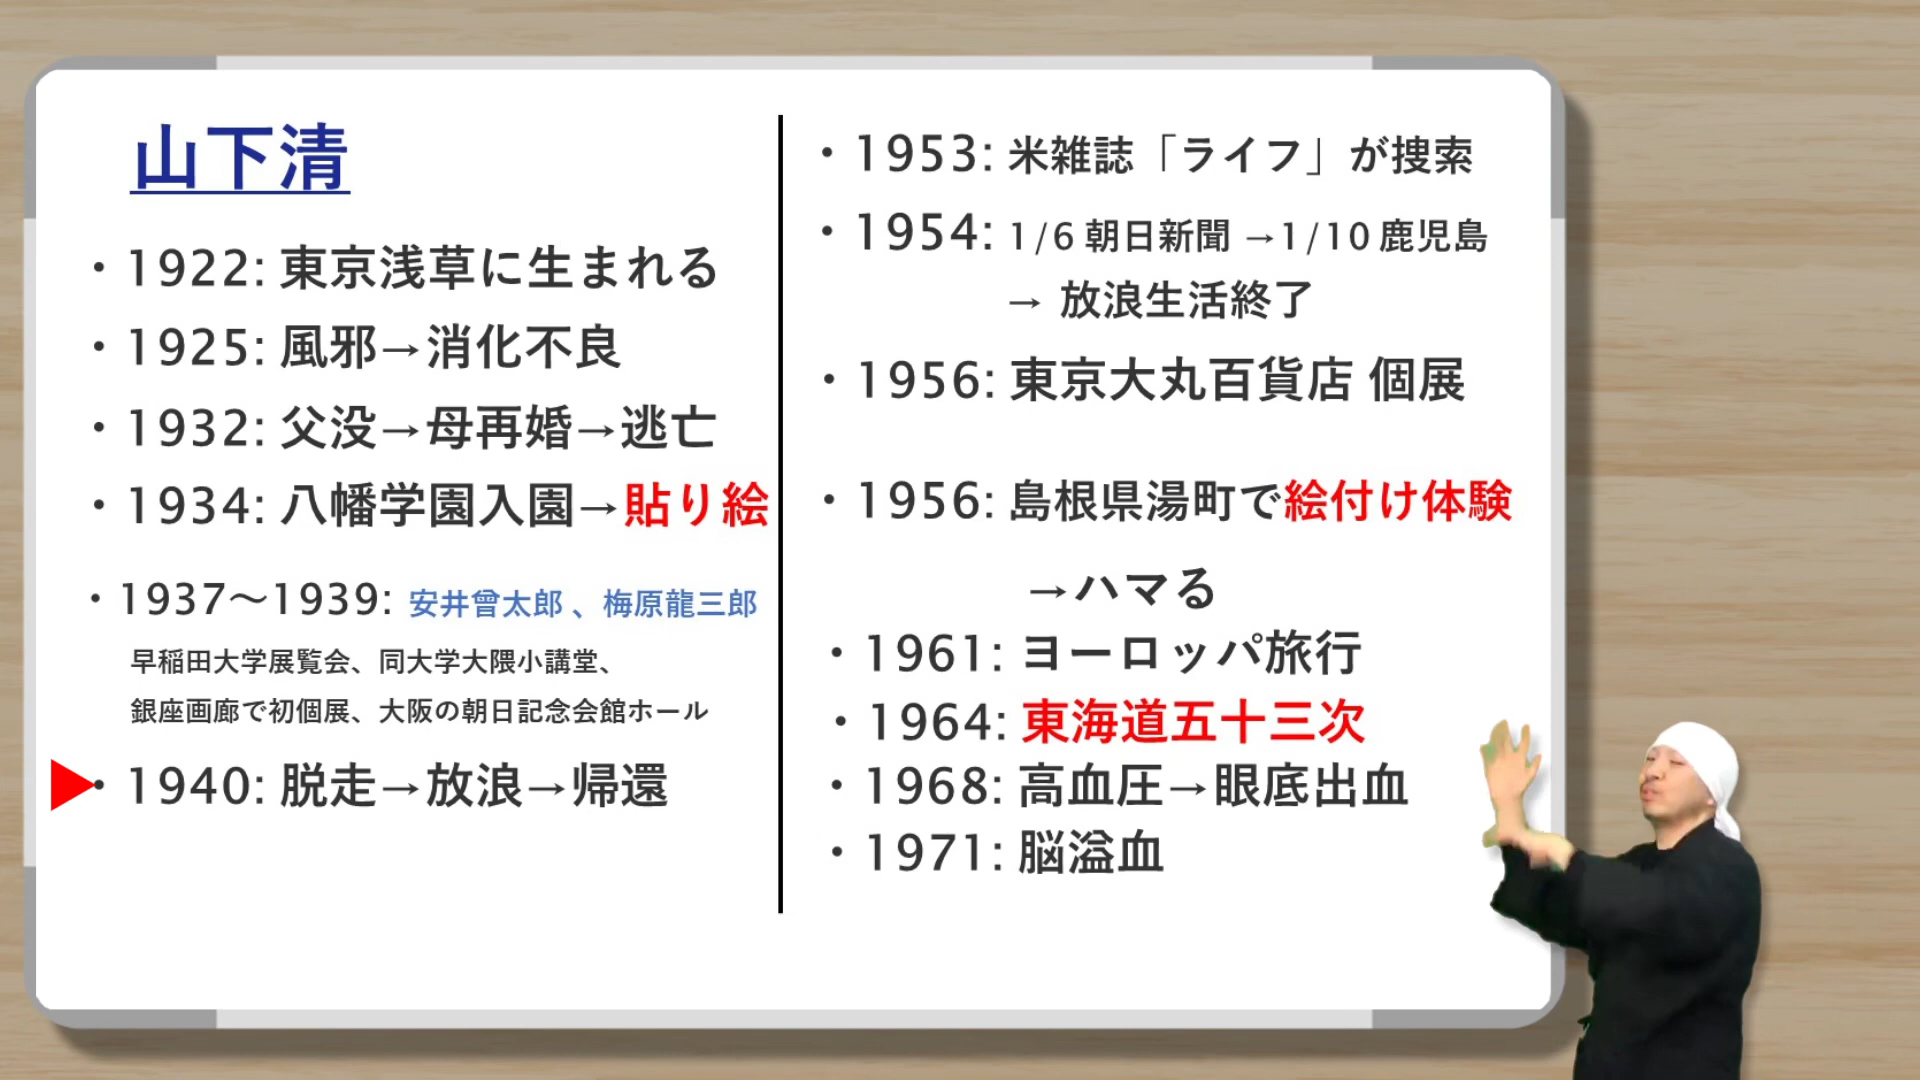 山下清
・1922: 東京浅草に生まれる
・1925: 風邪→消化不良
・1932: 父没→母再婚→逃亡
・1934: 八幡学園入園→貼り絵
・1937〜1939: 安井曾太郎、梅原龍三郎
早稲田大学展覧会、同大学大隈小講堂、
銀座画廊で初個展、大阪の朝日記念会館ホール
・1940: 脱走→放浪→帰還
・1953: 米雑誌「ライフ」が捜索
・1954: 1/6 朝日新聞 →1/10 鹿児島
→ 放浪生活終了
・1956: 東京大丸百貨店 個展
・1956: 島根県湯町で絵付け体験
→ハマる
・1961: ヨーロッパ旅行
・1964: 東海道五十三次
・1968: 高血圧→眼底出血
・1971: 脳溢血